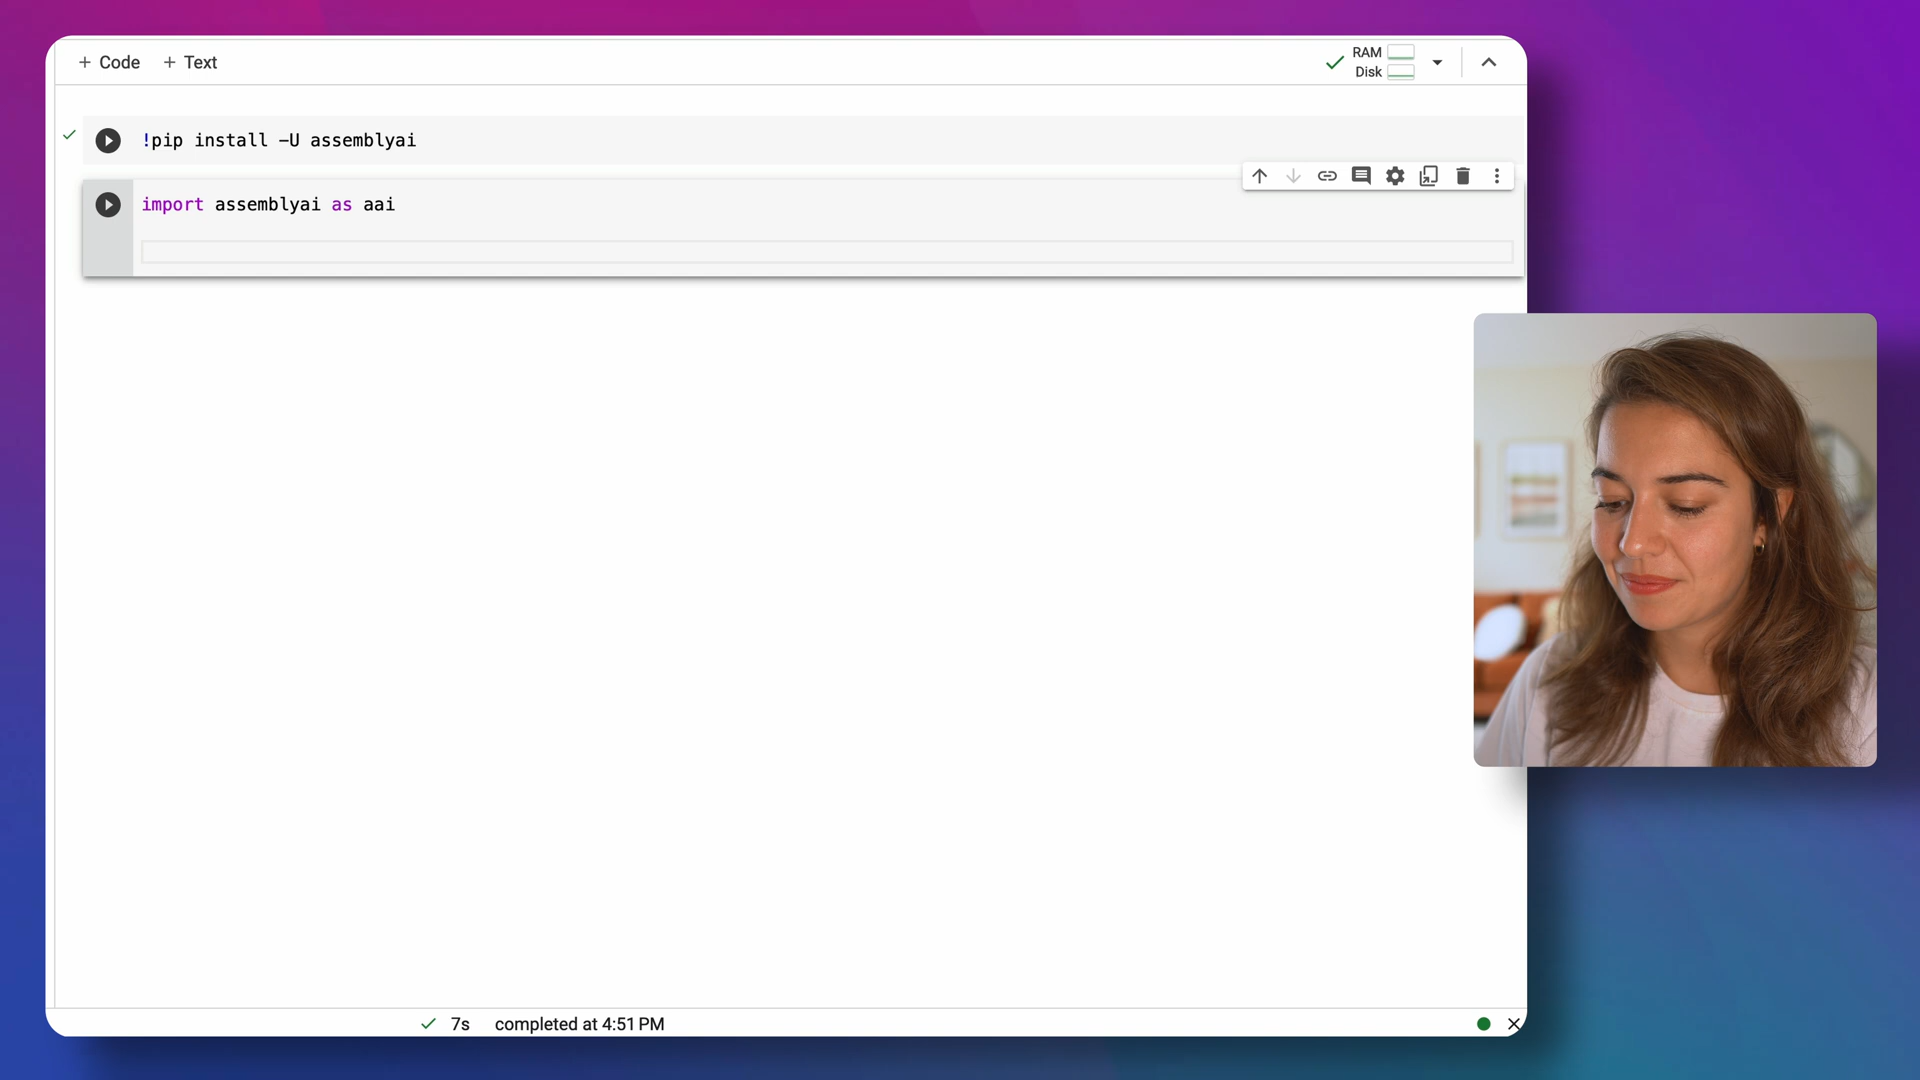 + Code + Text
RAM
Disk
!pip install -U assemblyai
import assemblyai as aai
7s completed at 4:51 PM